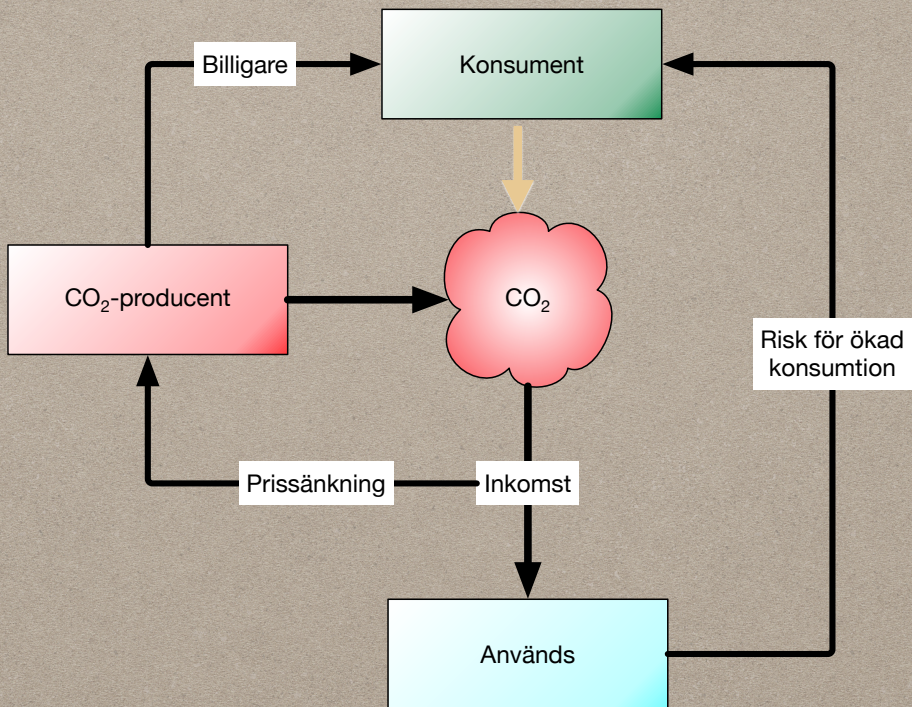 Billigare
Konsument
CO₂-producent
CO₂
Risk för ökad
konsumtion
Prissänkning
Inkomst
Används